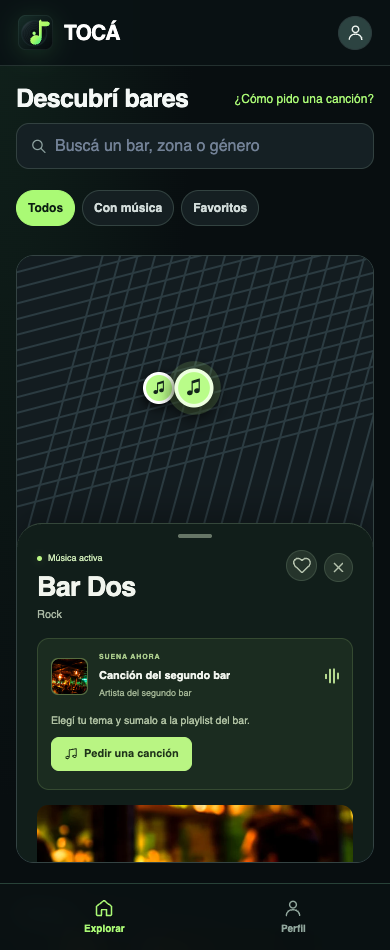 TOCÁ
Descubrí bares
¿Cómo pido una canción?
Buscá un bar, zona o género
Todos
Con música
Favoritos
Música activa
Bar Dos
Rock
SUENA AHORA
Canción del segundo bar
Artista del segundo bar
Elegí tu tema y sumalo a la playlist del bar.
Pedir una canción
Explorar
Perfil